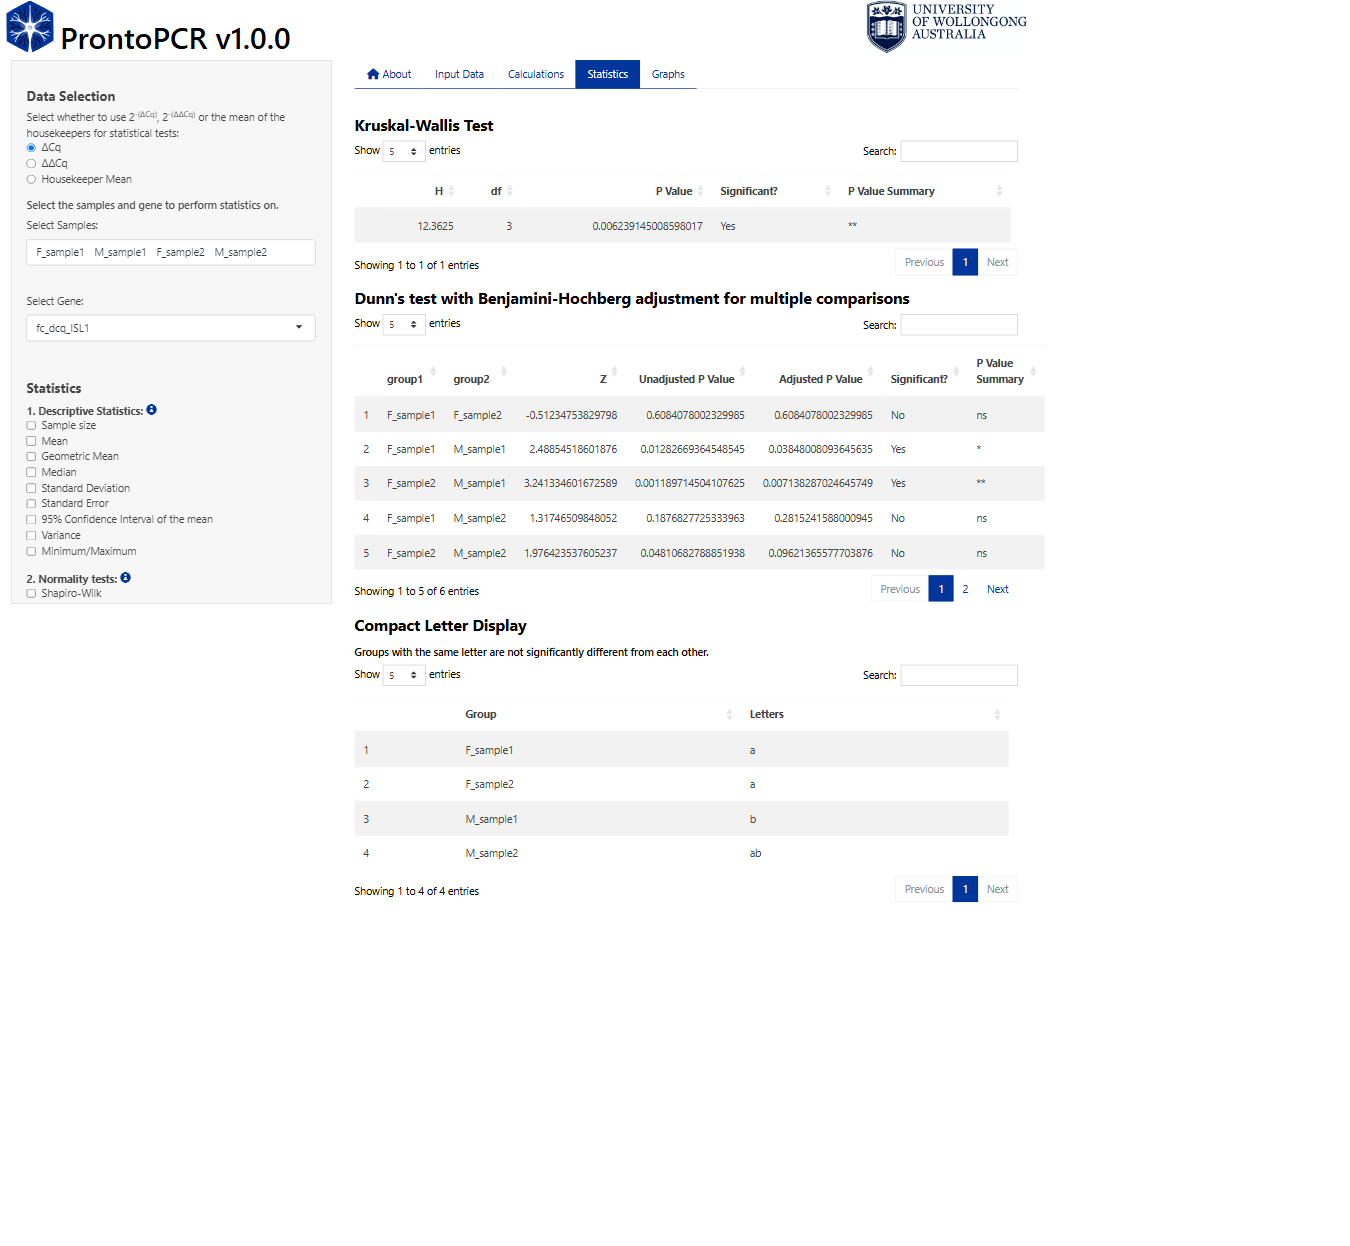 ProntoPCR v1.0.0
UNIVERSITY
OF WOLLONGONG
AUSTRALIA
Data Selection
Select whether to use 2^-(ΔCq), 2^-(ΔΔCq) or the mean of the
housekeepers for statistical tests:
ΔCq
ΔΔCq
Housekeeper Mean
Select the samples and gene to perform statistics on.
Select Samples:
F_sample1 M_sample1 F_sample2 M_sample2
Select Gene:
fc_dcq_ISL1
Statistics
1. Descriptive Statistics:
Sample size
Mean
Geometric Mean
Median
Standard Deviation
Standard Error
95% Confidence Interval of the mean
Variance
Minimum/Maximum
2. Normality tests:
Shapiro-Wilk
About Input Data Calculations Statistics Graphs
Kruskal-Wallis Test
Show 5 entries Search:
H df P Value Significant? P Value Summary
12.3625 3 0.006239145008598017 Yes **
Showing 1 to 1 of 1 entries Previous 1 Next
Dunn's test with Benjamini-Hochberg adjustment for multiple comparisons
Show 5 entries Search:
group1 group2 Z Unadjusted P Value Adjusted P Value Significant? P Value Summary
1 F_sample1 F_sample2 -0.51234753829798 0.6084078002329985 0.6084078002329985 No ns
2 F_sample1 M_sample1 2.48854518601876 0.01282669364548545 0.03848008093645635 Yes *
3 F_sample2 M_sample1 3.241334601672589 0.001189714504107625 0.007138287024645749 Yes **
4 F_sample1 M_sample2 1.31746509848052 0.1876827725333963 0.2815241588000945 No ns
5 F_sample2 M_sample2 1.976423537605237 0.04810682788851938 0.09621365577703876 No ns
Showing 1 to 5 of 6 entries Previous 1 2 Next
Compact Letter Display
Groups with the same letter are not significantly different from each other.
Show 5 entries Search:
Group Letters
1 F_sample1 a
2 F_sample2 a
3 M_sample1 b
4 M_sample2 ab
Showing 1 to 4 of 4 entries Previous 1 Next